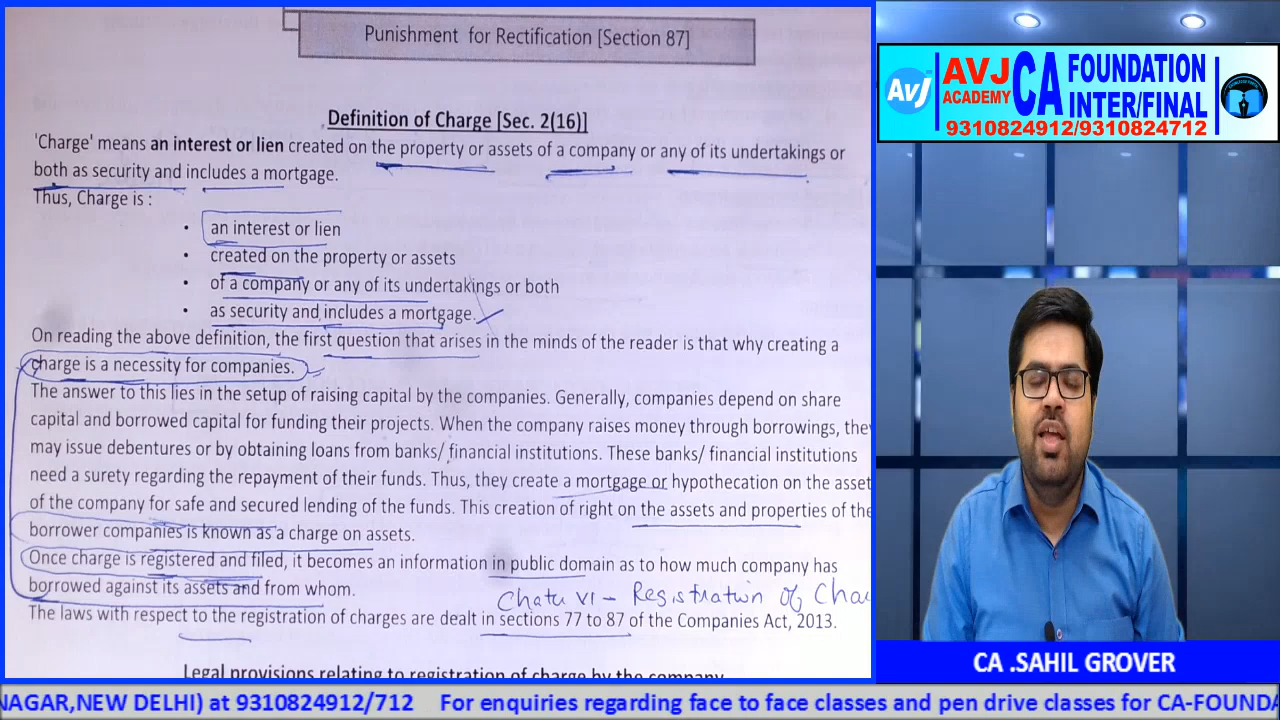 Punishment for Rectification [Section 87]
Definition of Charge [Sec. 2(16)]
'Charge' means an interest or lien created on the property or assets of a company or any of its undertakings or
both as security and includes a mortgage.
Thus, Charge is :
• an interest or lien
• created on the property or assets
• of a company or any of its undertakings or both
• as security and includes a mortgage.
On reading the above definition, the first question that arises in the minds of the reader is that why creating a
charge is a necessity for companies.
The answer to this lies in the setup of raising capital by the companies. Generally, companies depend on share
capital and borrowed capital for funding their projects. When the company raises money through borrowings, they
may issue debentures or by obtaining loans from banks/ financial institutions. These banks/ financial institutions
need a surety regarding the repayment of their funds. Thus, they create a mortgage or hypothecation on the asset
of the company for safe and secured lending of the funds. This creation of right on the assets and properties of the
borrower companies is known as a charge on assets.
Once charge is registered and filed, it becomes an information in public domain as to how much company has
borrowed against its assets and from whom.
VI - Registration of Cha
The laws with respect to the registration of charges are dealt in sections 77 to 87 of the Companies Act, 2013.
Legal provisions relating to registration of charge by the company
AVJ
AVJ ACADEMY
CA FOUNDATION
INTER/FINAL
9310824912/9310824712
CA .SAHIL GROVER
NAGAR,NEW DELHI) at 9310824912/712 For enquiries regarding face to face classes and pen drive classes for CA-FOUNDA